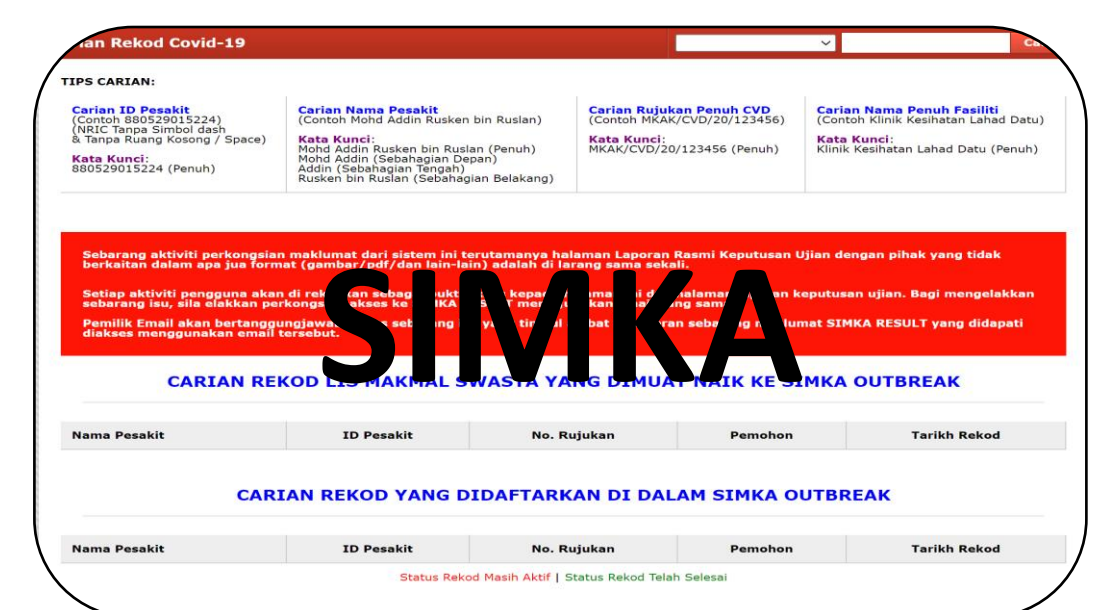 Rekod Covid-19
TIPS CARIAN:
Carian ID Pesakit
(Contoh 880529015224)
(NRIC Tanpa Simbol dash
& Tanpa Ruang Kosong / Space)
Kata Kunci:
880529015224 (Penuh)
Carian Nama Pesakit
(Contoh Mohd Addin Rusken bin Ruslan)
Kata Kunci:
Mohd Addin Rusken bin Ruslan (Penuh)
Mohd Addin (Sebahagian Depan)
Addin (Sebahagian Tengah)
Rusken bin Ruslan (Sebahagian Belakang)
Carian Rujukan Penuh CVD
(Contoh MKAK/CVD/20/123456)
Kata Kunci:
MKAK/CVD/20/123456 (Penuh)
Carian Nama Penuh Fasiliti
(Contoh Klinik Kesihatan Lahad Datu)
Kata Kunci:
Klinik Kesihatan Lahad Datu (Penuh)
Sebarang aktiviti perkongsian maklumat dari sistem ini terutamanya halaman Laporan Rasmi Keputusan Ujian dengan pihak yang tidak
berkaitan dalam apa jua format (gambar/pdf/dan lain-lain) adalah di larang sama sekali.
Setiap aktiviti pengguna akan di keputusan ujian. Bagi mengelakkan
sebarang isu, sila elakkan
Pemilik Email akan SIMKA RESULT yang didapati
diakses menggunakan email tersebut.
SIMKA
CARIAN REKOD LIS MAKMAL SWASTA YANG DIMUAT NAIK KE SIMKA OUTBREAK
Nama Pesakit ID Pesakit No. Rujukan Pemohon Tarikh Rekod
CARIAN REKOD YANG DIDAFTARKAN DI DALAM SIMKA OUTBREAK
Nama Pesakit ID Pesakit No. Rujukan Pemohon Tarikh Rekod
Status Rekod Masih Aktif | Status Rekod Telah Selesai